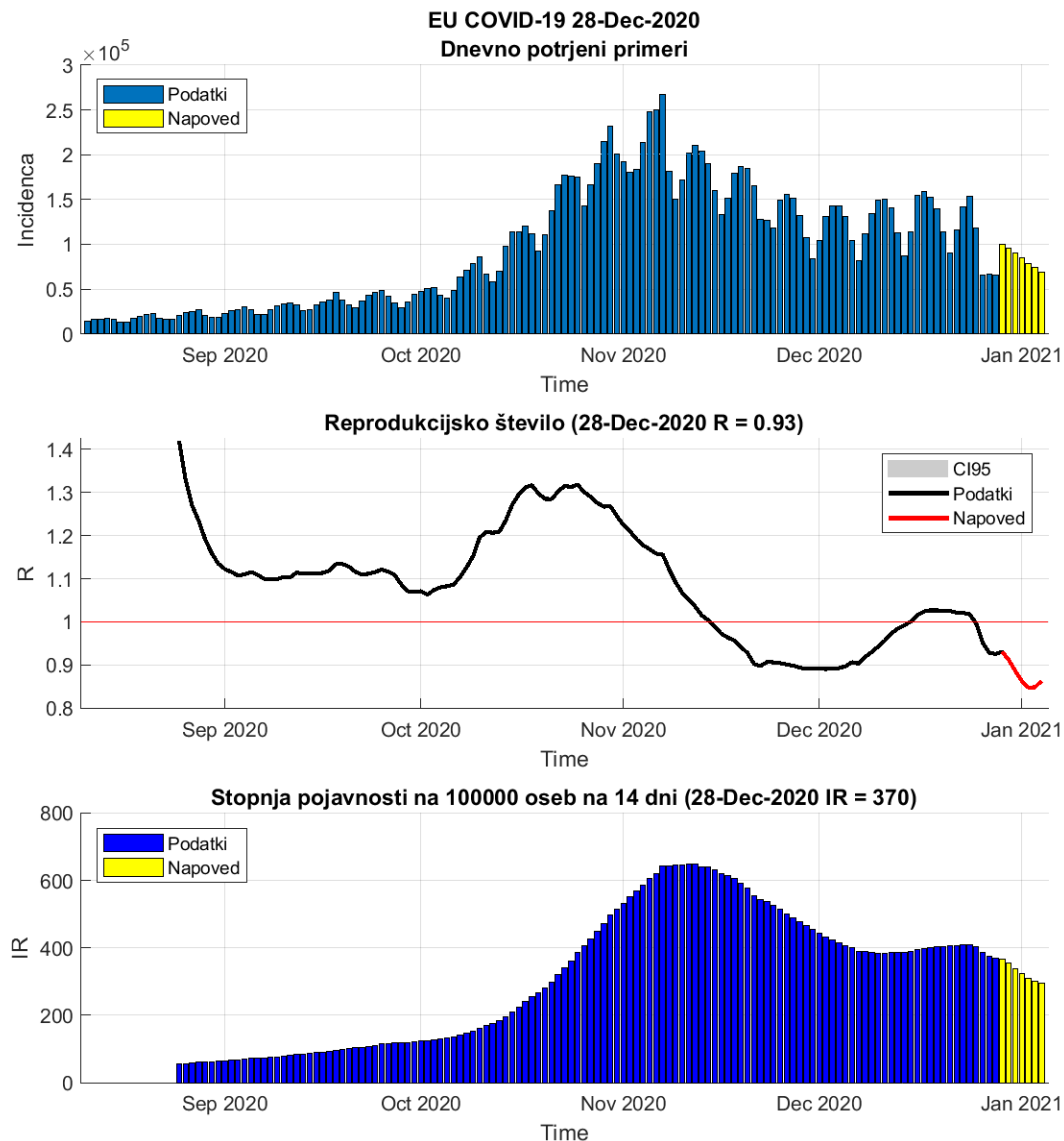 EU COVID-19 28-Dec-2020
Dnevno potrjeni primeri
×10⁵
3
2.5
2
1.5
1
0.5
0
Incidenca
Podatki
Napoved
Sep 2020 Oct 2020 Nov 2020 Dec 2020 Jan 2021
Time
Reprodukcijsko število (28-Dec-2020 R = 0.93)
1.4
1.3
1.2
1.1
1
0.9
0.8
R
CI95
Podatki
Napoved
Sep 2020 Oct 2020 Nov 2020 Dec 2020 Jan 2021
Time
Stopnja pojavnosti na 100000 oseb na 14 dni (28-Dec-2020 IR = 370)
800
600
400
200
0
IR
Podatki
Napoved
Sep 2020 Oct 2020 Nov 2020 Dec 2020 Jan 2021
Time